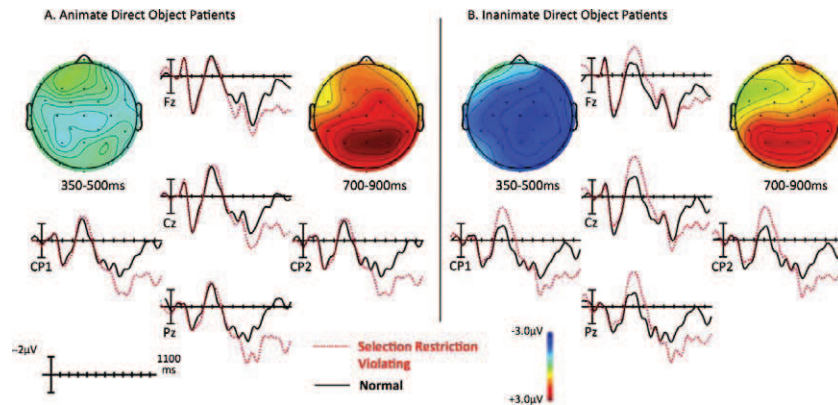 A. Animate Direct Object Patients
B. Inanimate Direct Object Patients
Fz
350-500ms
700-900ms
Cz
CP1
CP2
Pz
Fz
350-500ms
700-900ms
Cz
CP1
CP2
Pz
-2µV
1100
ms
Selection Restriction
Violating
Normal
-3.0µV
+3.0µV